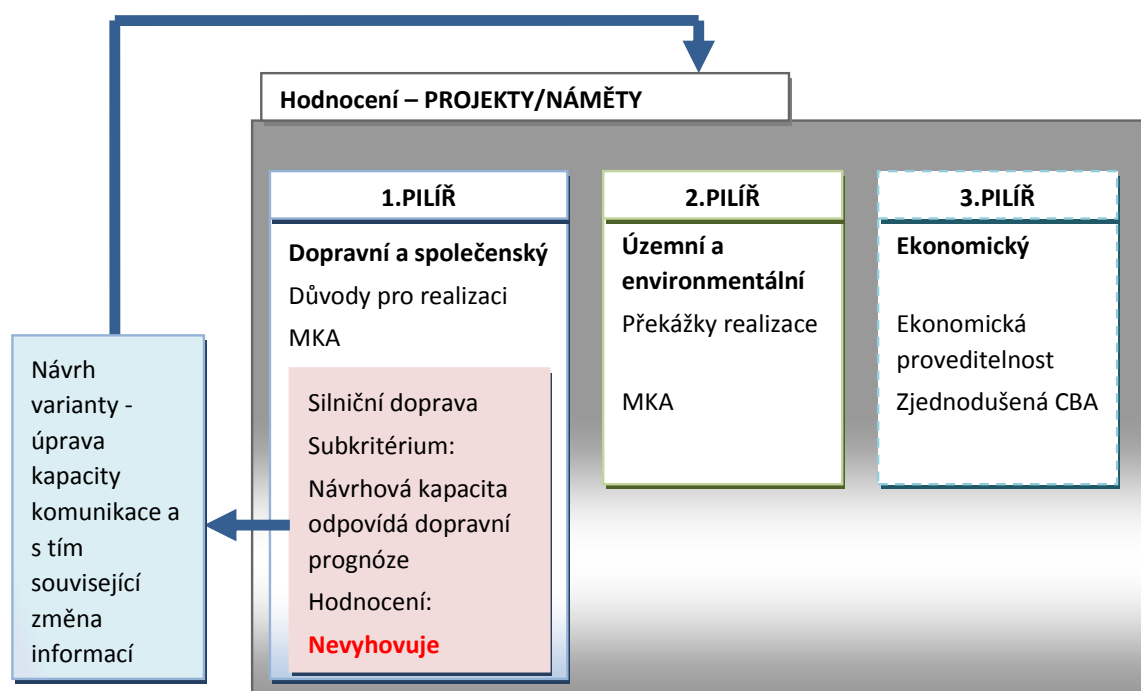 Hodnocení – PROJEKTY/NÁMĚTY
1.PILÍŘ
Dopravní a společenský
Důvody pro realizaci
MKA
Silniční doprava
Subkritérium:
Návrhová kapacita
odpovídá dopravní
prognóze
Hodnocení:
Nevyhovuje
2.PILÍŘ
Územní a
environmentální
Překážky realizace
MKA
3.PILÍŘ
Ekonomický
Ekonomická
proveditelnost
Zjednodušená CBA
Návrh
varianty -
úprava
kapacity
komunikace a
s tím
související
změna
informací